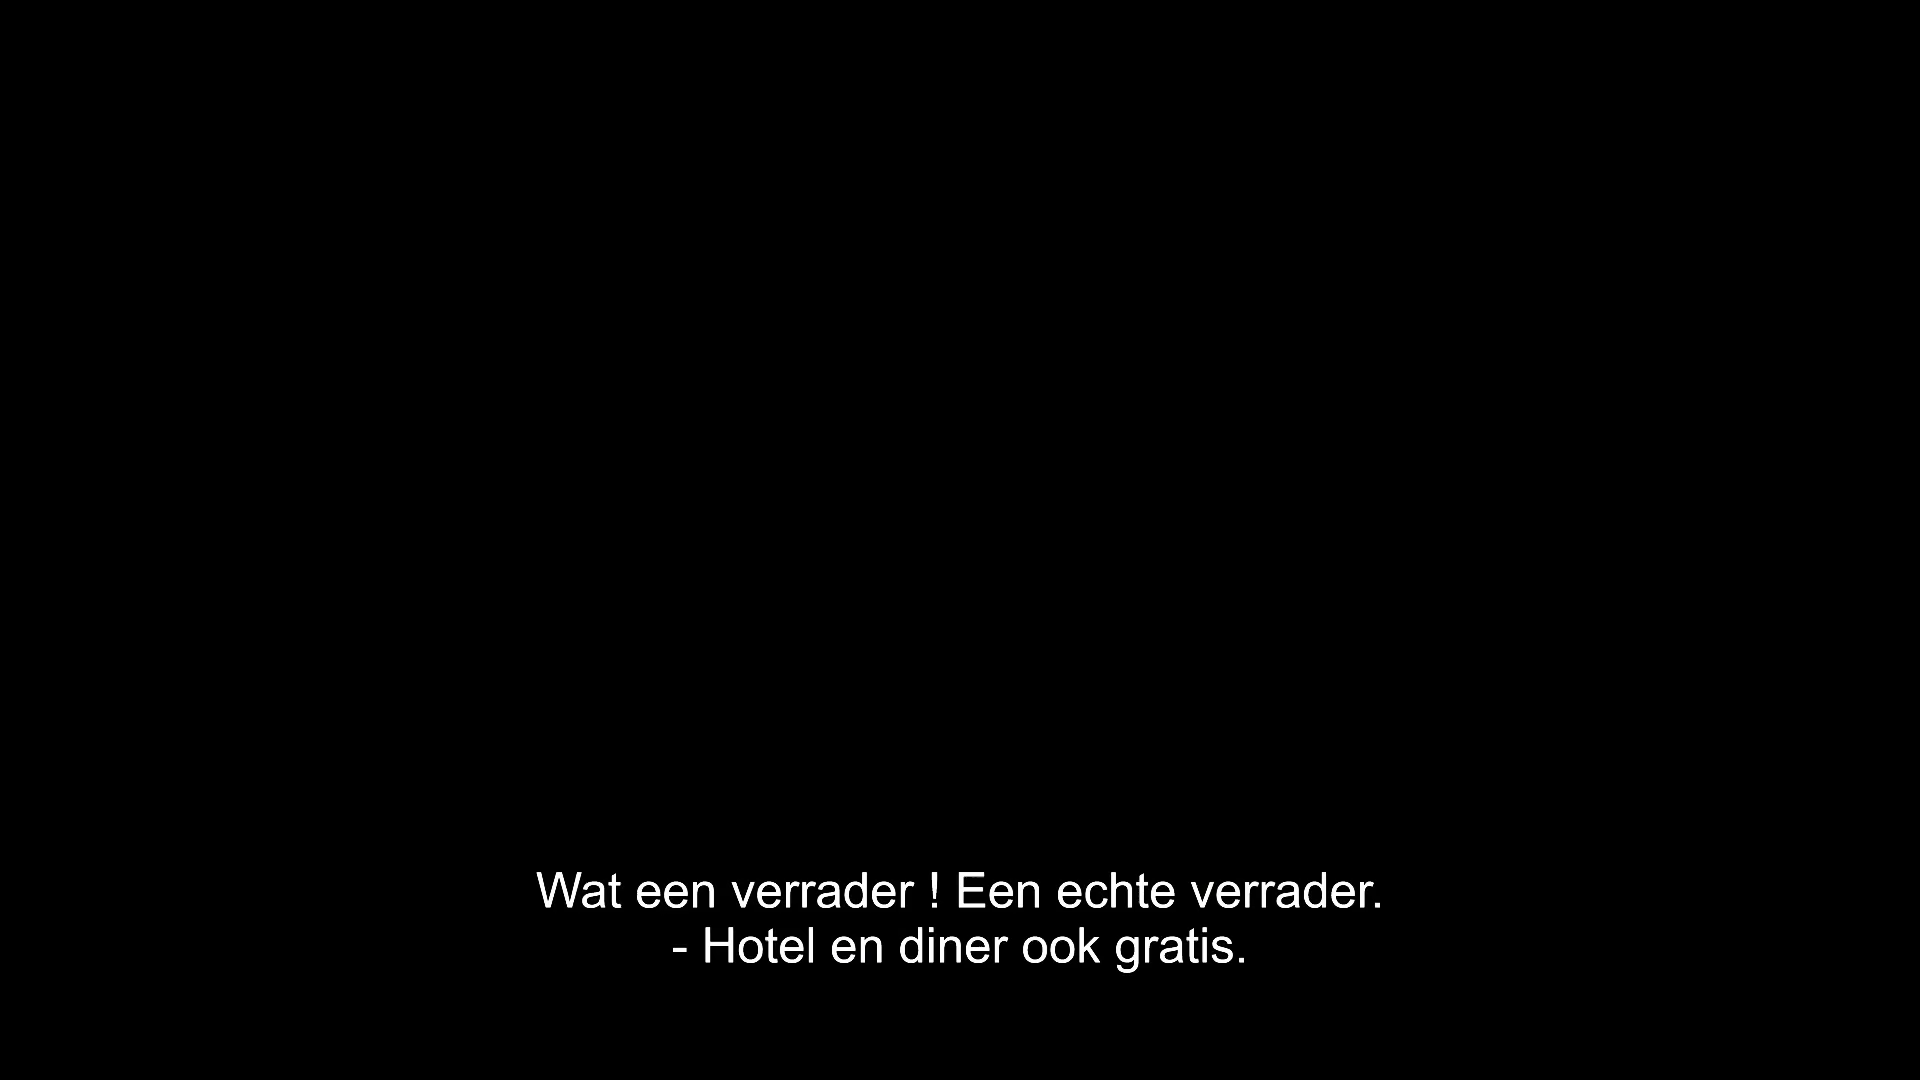 Wat een verrader ! Een echte verrader.
- Hotel en diner ook gratis.